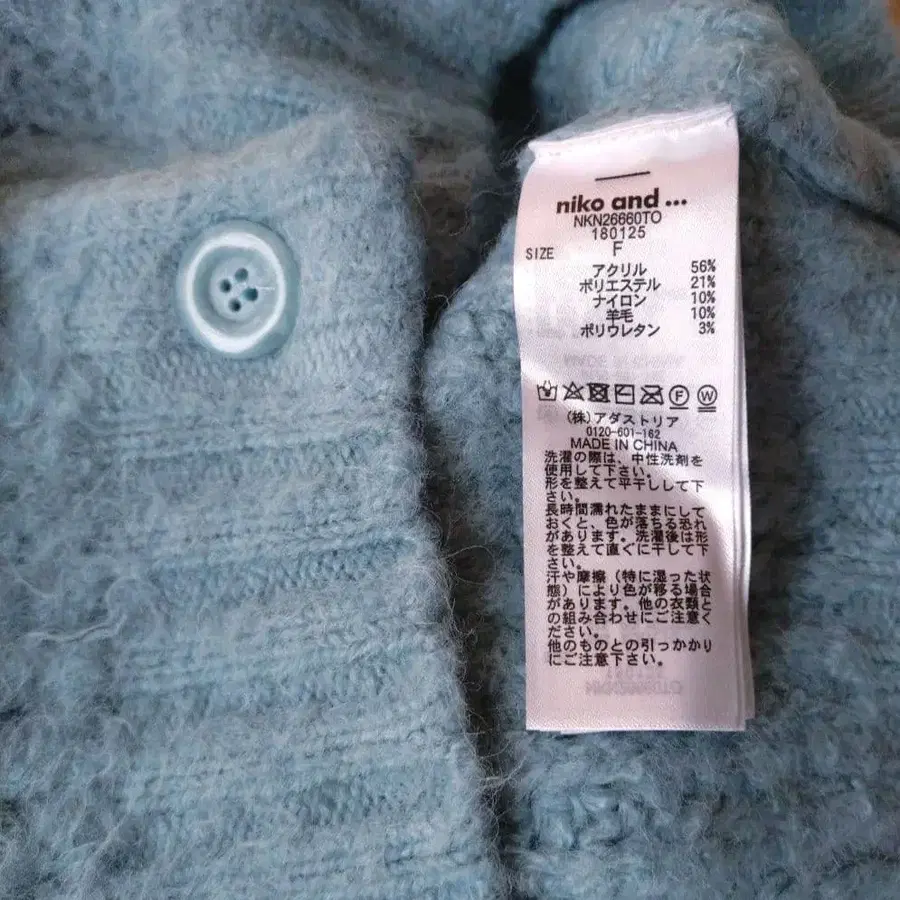 niko and ...
NKN26660TO
180125
SIZE F
アクリル 56%
ポリエステル 21%
ナイロン 10%
羊毛 10%
ポリウレタン 3%
F W
(株)アダストリア
0120-601-162
MADE IN CHINA
洗濯の際は、中性洗剤を
使用して下さい。
形を整えて平干しして下
さい。
長時間濡れたままにして
おくと、色が落ちる恐れ
があります。洗濯後は形
を整えて直ぐに干して下
さい。
汗や摩擦(特に湿った状
態)により色が移る場合
があります。他の衣類と
の組み合わせにご注意く
ださい。
他のものとの引っかかり
にご注意下さい。